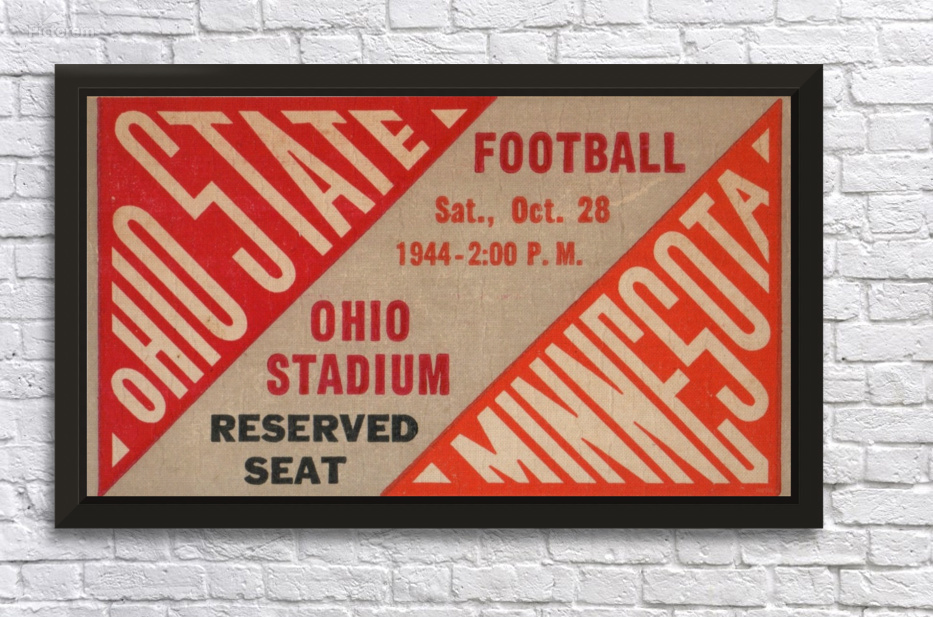 OHIO STATE
FOOTBALL
Sat., Oct. 28
1944-2:00 P. M.
OHIO
STADIUM
RESERVED
SEAT
MINNESOTA